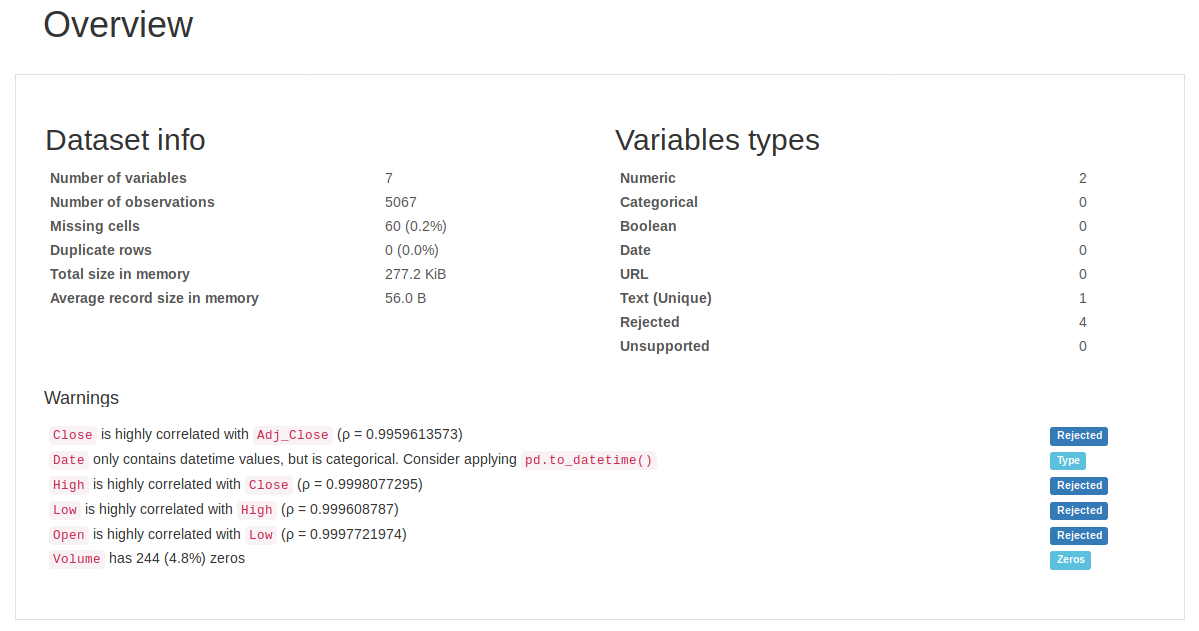 Overview
Dataset info
Number of variables 7
Number of observations 5067
Missing cells 60 (0.2%)
Duplicate rows 0 (0.0%)
Total size in memory 277.2 KiB
Average record size in memory 56.0 B
Variables types
Numeric 2
Categorical 0
Boolean 0
Date 0
URL 0
Text (Unique) 1
Rejected 4
Unsupported 0
Warnings
Close is highly correlated with Adj_Close (ρ = 0.9959613573) Rejected
Date only contains datetime values, but is categorical. Consider applying pd.to_datetime() Type
High is highly correlated with Close (ρ = 0.9998077295) Rejected
Low is highly correlated with High (ρ = 0.999608787) Rejected
Open is highly correlated with Low (ρ = 0.9997721974) Rejected
Volume has 244 (4.8%) zeros Zeros